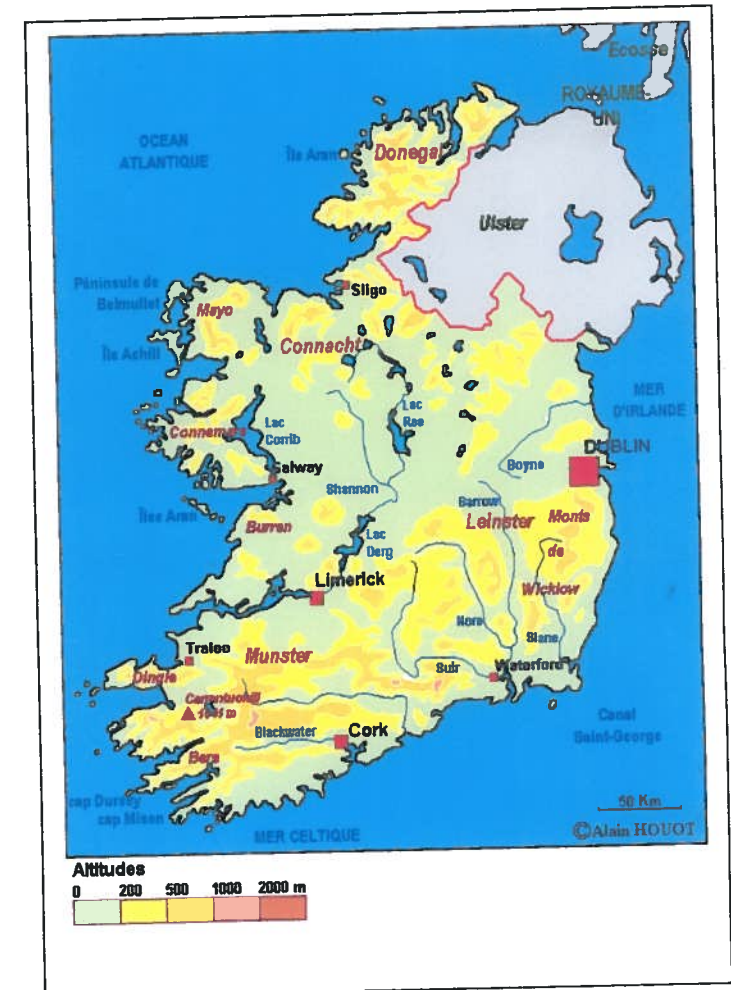 Ecosse
ROYAUME-
UNI
OCEAN
ATLANTIQUE
Île Aran
Donegal
Ulster
Péninsule de
Belmullet
Sligo
Mayo
Connacht
Île Achill
MER
D'IRLANDE
Lac
Corrib
Lac
Ree
Connemara
DUBLIN
Galway
Boyne
Shannon
Barrow
Îles Aran
Burren
Leinster
Monts
de
Wicklow
Lac
Derg
Limerick
Nore
Slane
Tralee
Munster
Suir
Waterford
Dingle
Carrantuohill
1041 m
Blackwater
Cork
Canal
Saint-George
Bera
cap Dursey
cap Misen
MER CELTIQUE
50 Km
©Alain HOUOT
Altitudes
0 200 500 1000 2000 m